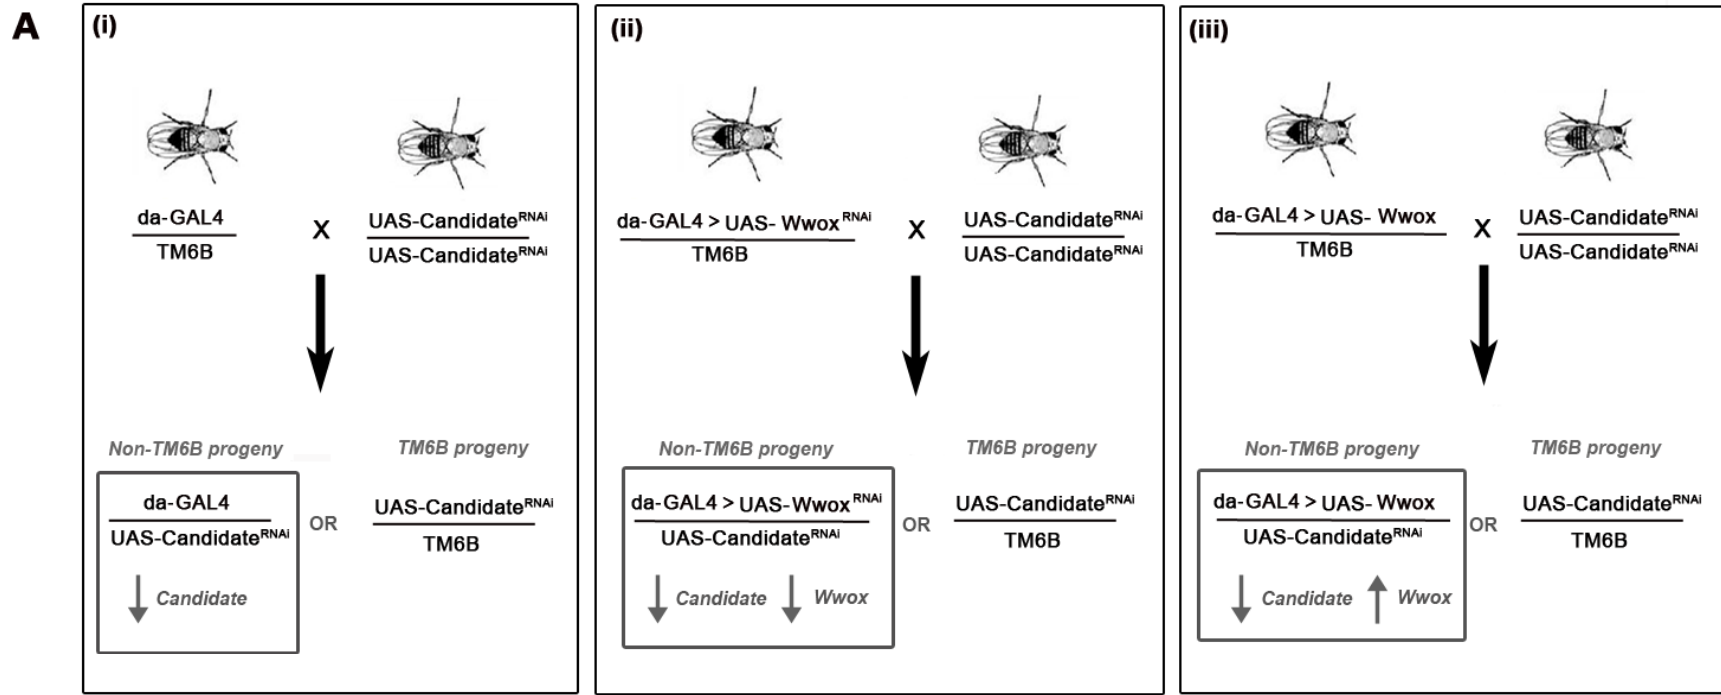 A
(i)
da-GAL4
TM6B
X
UAS-Candidate^RNAi
UAS-Candidate^RNAi
Non-TM6B progeny
TM6B progeny
da-GAL4
UAS-Candidate^RNAi
OR
UAS-Candidate^RNAi
TM6B
Candidate
(ii)
da-GAL4 > UAS- Wwox^RNAi
TM6B
X
UAS-Candidate^RNAi
UAS-Candidate^RNAi
Non-TM6B progeny
TM6B progeny
da-GAL4 > UAS-Wwox^RNAi
UAS-Candidate^RNAi
OR
UAS-Candidate^RNAi
TM6B
Candidate
Wwox
(iii)
da-GAL4 > UAS- Wwox
TM6B
X
UAS-Candidate^RNAi
UAS-Candidate^RNAi
Non-TM6B progeny
TM6B progeny
da-GAL4 > UAS- Wwox
UAS-Candidate^RNAi
OR
UAS-Candidate^RNAi
TM6B
Candidate
Wwox